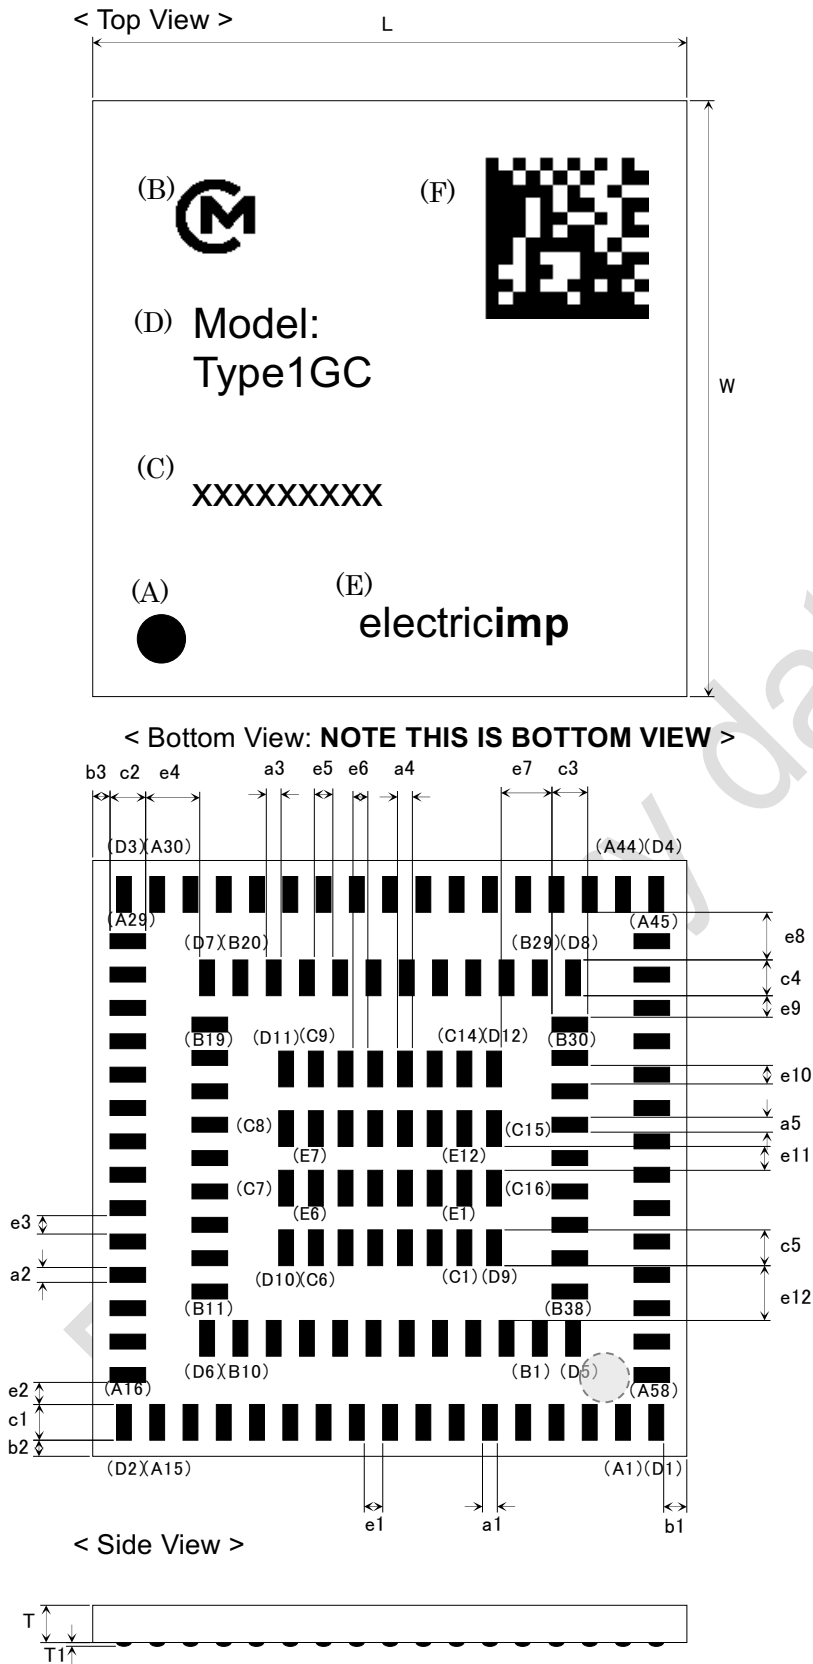 < Top View >
L
(B) CM (F)
W
(D) Model:
Type1GC
(C) xxxxxxxxx
(A) (E)
electricimp
< Bottom View: NOTE THIS IS BOTTOM VIEW >
b3 c2 e4 a3 e5 e6 a4 e7 c3
(D3)(A30) (A44)(D4)
(A29) (A45)
e8
(D7)(B20) (B29)(D8)
c4
e9
(B19) (D11)(C9) (C14)(D12) (B30)
e10
(C8) (C15) a5
(E7) (E12) e11
(C7) (C16)
(E6) (E1)
e3
c5
a2 (D10)(C6) (C1)(D9)
e12
(B11) (B38)
(D6)(B10) (B1)(D5)
e2 (A16) (A58)
c1
b2
(D2)(A15) (A1)(D1)
e1 a1 b1
< Side View >
T
T1